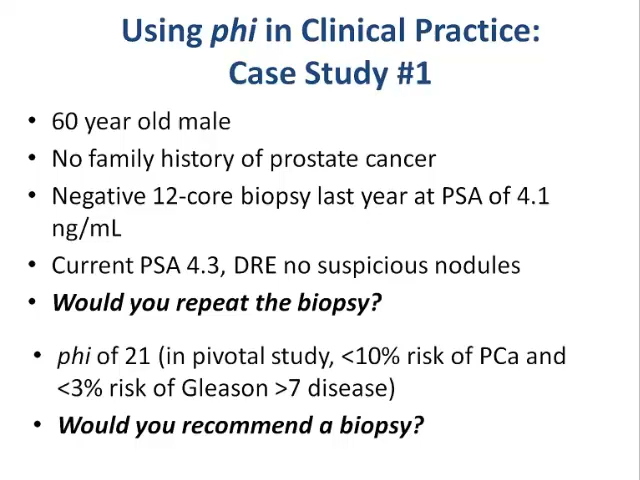 Using phi in Clinical Practice:
Case Study #1
• 60 year old male
• No family history of prostate cancer
• Negative 12-core biopsy last year at PSA of 4.1
ng/mL
• Current PSA 4.3, DRE no suspicious nodules
• Would you repeat the biopsy?
• phi of 21 (in pivotal study, <10% risk of PCa and
<3% risk of Gleason >7 disease)
• Would you recommend a biopsy?